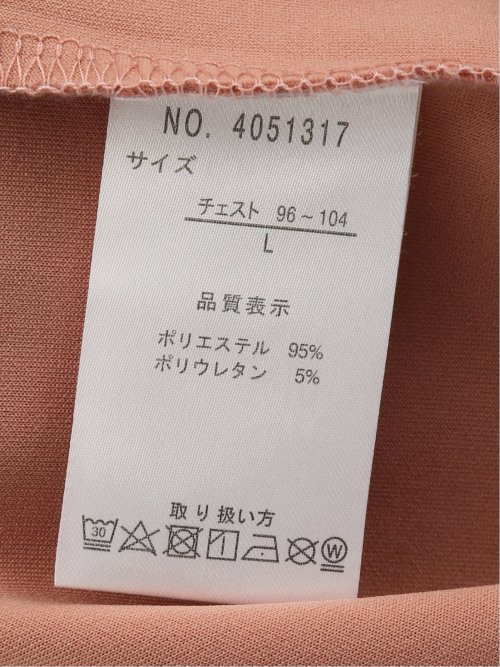 NO. 4051317
サイズ
チェスト 96~104
L
品質表示
ポリエステル 95%
ポリウレタン 5%
取り扱い方
30 W